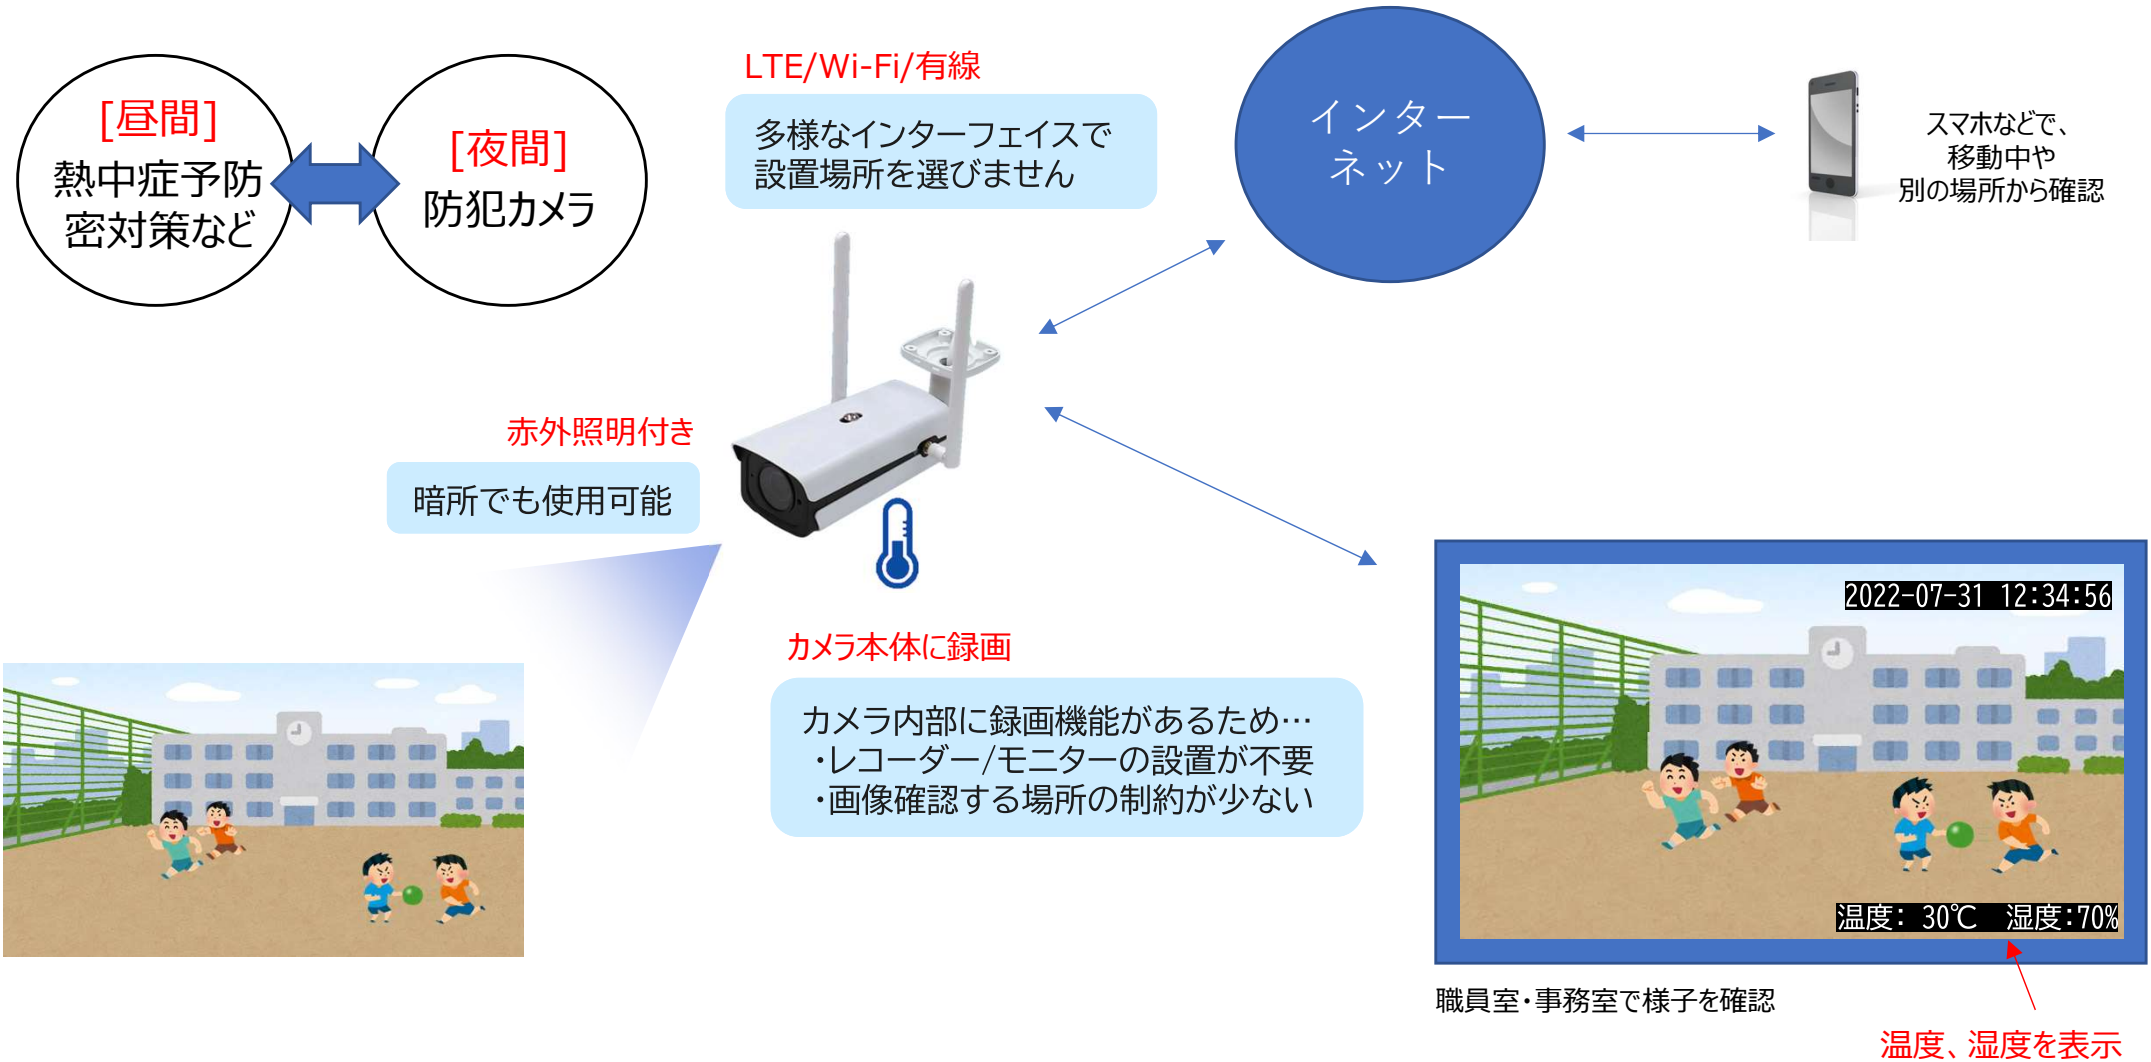 [昼間]
熱中症予防
密対策など
[夜間]
防犯カメラ
LTE/Wi-Fi/有線
多様なインターフェイスで
設置場所を選びません
インター
ネット
スマホなどで、
移動中や
別の場所から確認
赤外照明付き
暗所でも使用可能
カメラ本体に録画
カメラ内部に録画機能があるため…
・レコーダー/モニターの設置が不要
・画像確認する場所の制約が少ない
2022-07-31 12:34:56
温度： 30℃　湿度：70%
職員室・事務室で様子を確認
温度、湿度を表示